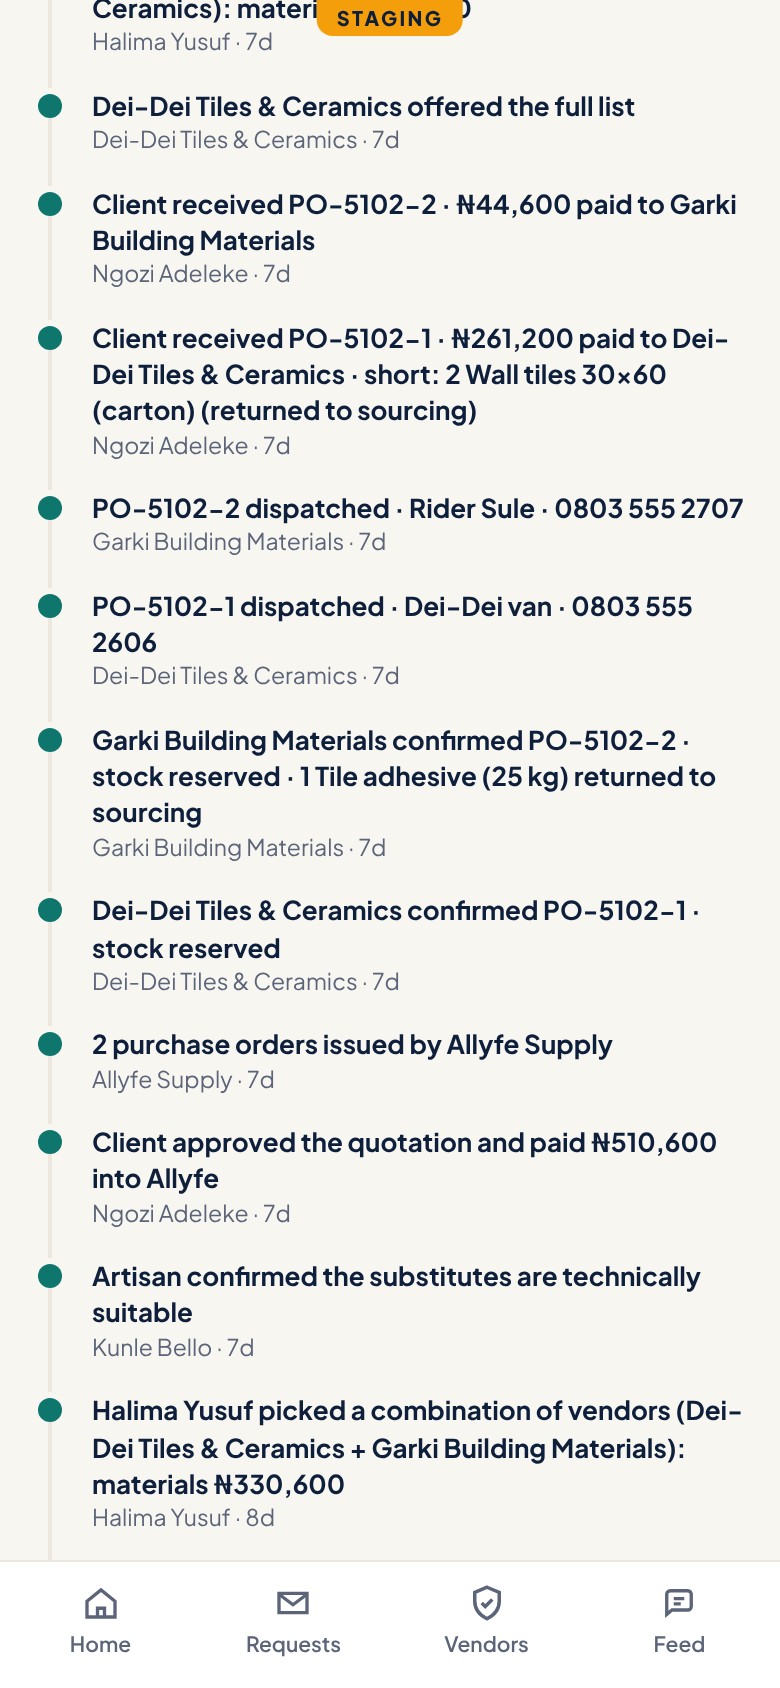 Ceramics): materi
STAGING
Halima Yusuf · 7d
Dei-Dei Tiles & Ceramics offered the full list
Dei-Dei Tiles & Ceramics · 7d
Client received PO-5102-2 · ₦44,600 paid to Garki
Building Materials
Ngozi Adeleke · 7d
Client received PO-5102-1 · ₦261,200 paid to Dei-
Dei Tiles & Ceramics · short: 2 Wall tiles 30×60
(carton) (returned to sourcing)
Ngozi Adeleke · 7d
PO-5102-2 dispatched · Rider Sule · 0803 555 2707
Garki Building Materials · 7d
PO-5102-1 dispatched · Dei-Dei van · 0803 555
2606
Dei-Dei Tiles & Ceramics · 7d
Garki Building Materials confirmed PO-5102-2 ·
stock reserved · 1 Tile adhesive (25 kg) returned to
sourcing
Garki Building Materials · 7d
Dei-Dei Tiles & Ceramics confirmed PO-5102-1 ·
stock reserved
Dei-Dei Tiles & Ceramics · 7d
2 purchase orders issued by Allyfe Supply
Allyfe Supply · 7d
Client approved the quotation and paid ₦510,600
into Allyfe
Ngozi Adeleke · 7d
Artisan confirmed the substitutes are technically
suitable
Kunle Bello · 7d
Halima Yusuf picked a combination of vendors (Dei-
Dei Tiles & Ceramics + Garki Building Materials):
materials ₦330,600
Halima Yusuf · 8d
Home
Requests
Vendors
Feed